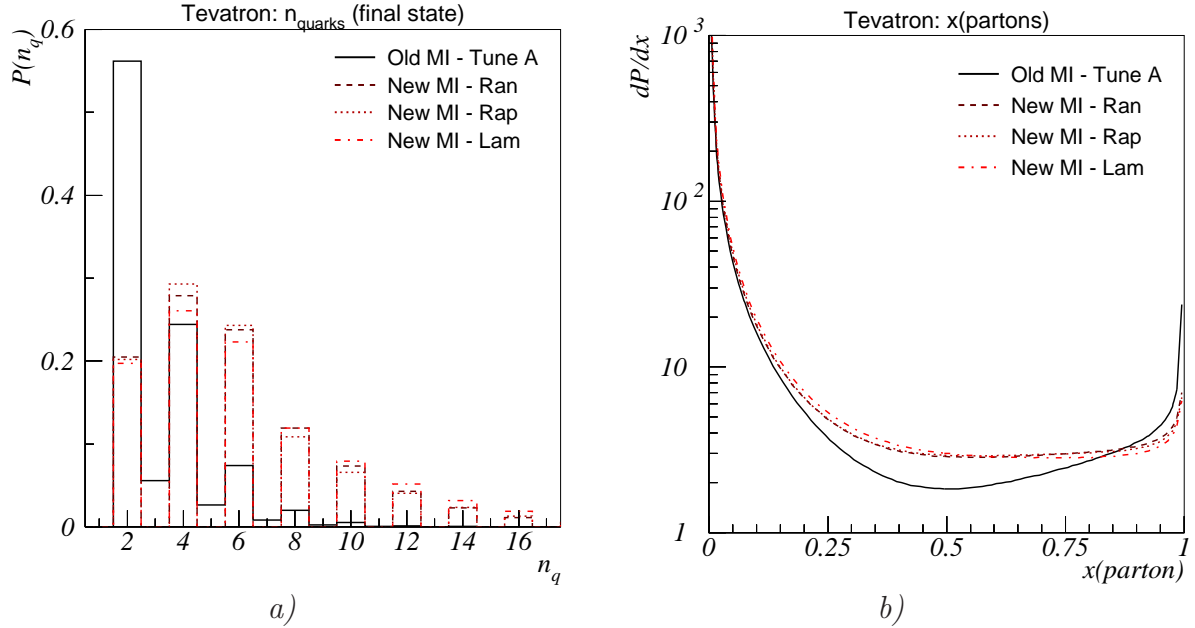 Tevatron: n_quarks (final state)
P(n_q)
0.6
0.4
0.2
0
Old MI - Tune A
New MI - Ran
New MI - Rap
New MI - Lam
2 4 6 8 10 12 14 16
n_q
a)
Tevatron: x(partons)
dP/dx
10^3
10^2
10
1
Old MI - Tune A
New MI - Ran
New MI - Rap
New MI - Lam
0 0.25 0.5 0.75 1
x(parton)
b)